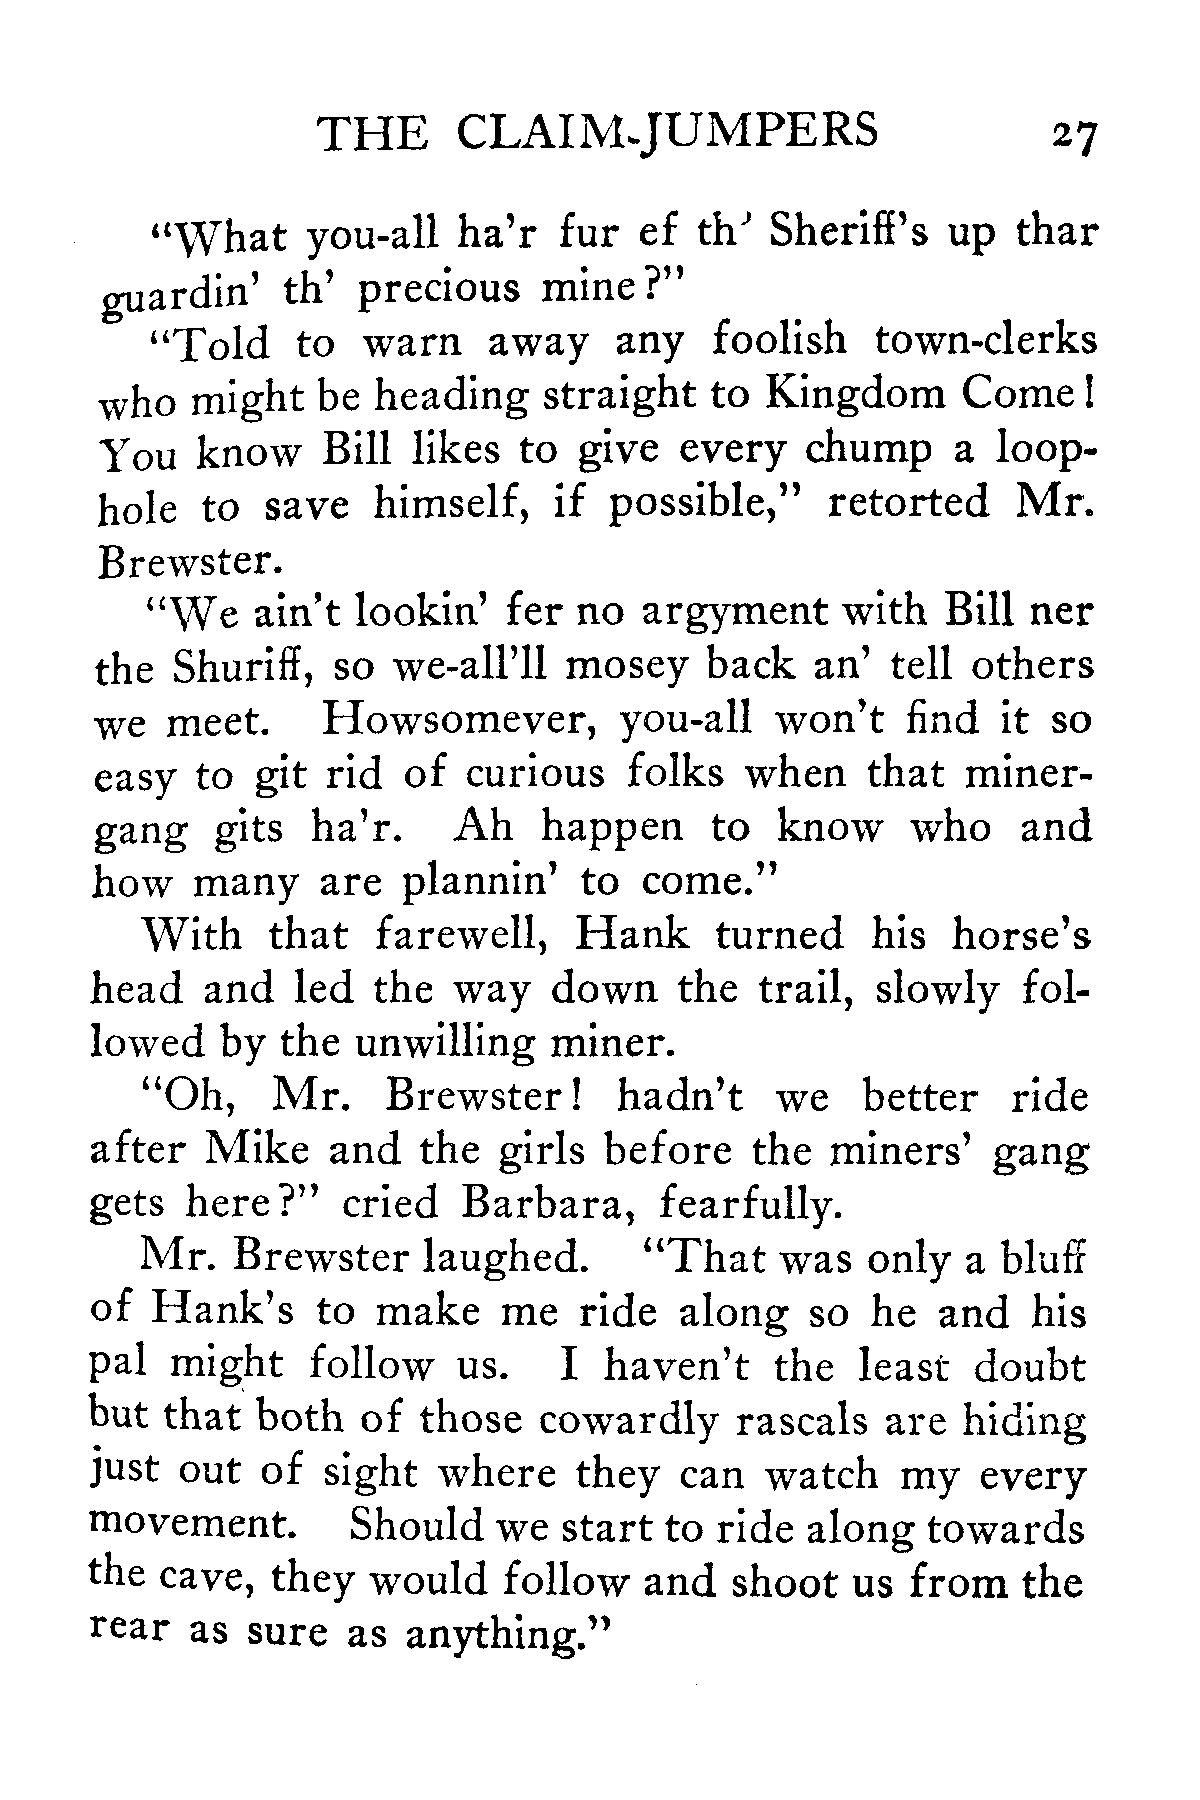 THE CLAIM-JUMPERS 27
“What you-all ha’r fur ef th’ Sheriff’s up thar
guardin’ th’ precious mine?”
“Told to warn away any foolish town-clerks
who might be heading straight to Kingdom Come!
You know Bill likes to give every chump a loop-
hole to save himself, if possible,” retorted Mr.
Brewster.
“We ain’t lookin’ fer no argyment with Bill ner
the Shuriff, so we-all’ll mosey back an’ tell others
we meet. Howsomever, you-all won’t find it so
easy to git rid of curious folks when that miner-
gang gits ha’r. Ah happen to know who and
how many are plannin’ to come.”
With that farewell, Hank turned his horse’s
head and led the way down the trail, slowly fol-
lowed by the unwilling miner.
“Oh, Mr. Brewster! hadn’t we better ride
after Mike and the girls before the miners’ gang
gets here?” cried Barbara, fearfully.
Mr. Brewster laughed. “That was only a bluff
of Hank’s to make me ride along so he and his
pal might follow us. I haven’t the least doubt
but that both of those cowardly rascals are hiding
just out of sight where they can watch my every
movement. Should we start to ride along towards
the cave, they would follow and shoot us from the
rear as sure as anything.”